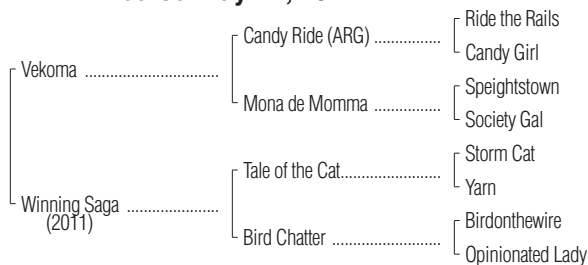 Ride the Rails
Candy Ride (ARG) ................
Candy Girl
Vekoma ................................
Speightstown
Mona de Momma ................
Society Gal
Storm Cat
Tale of the Cat........................
Yarn
Winning Saga ......................
(2011)
Birdonthewire
Bird Chatter ..........................
Opinionated Lady